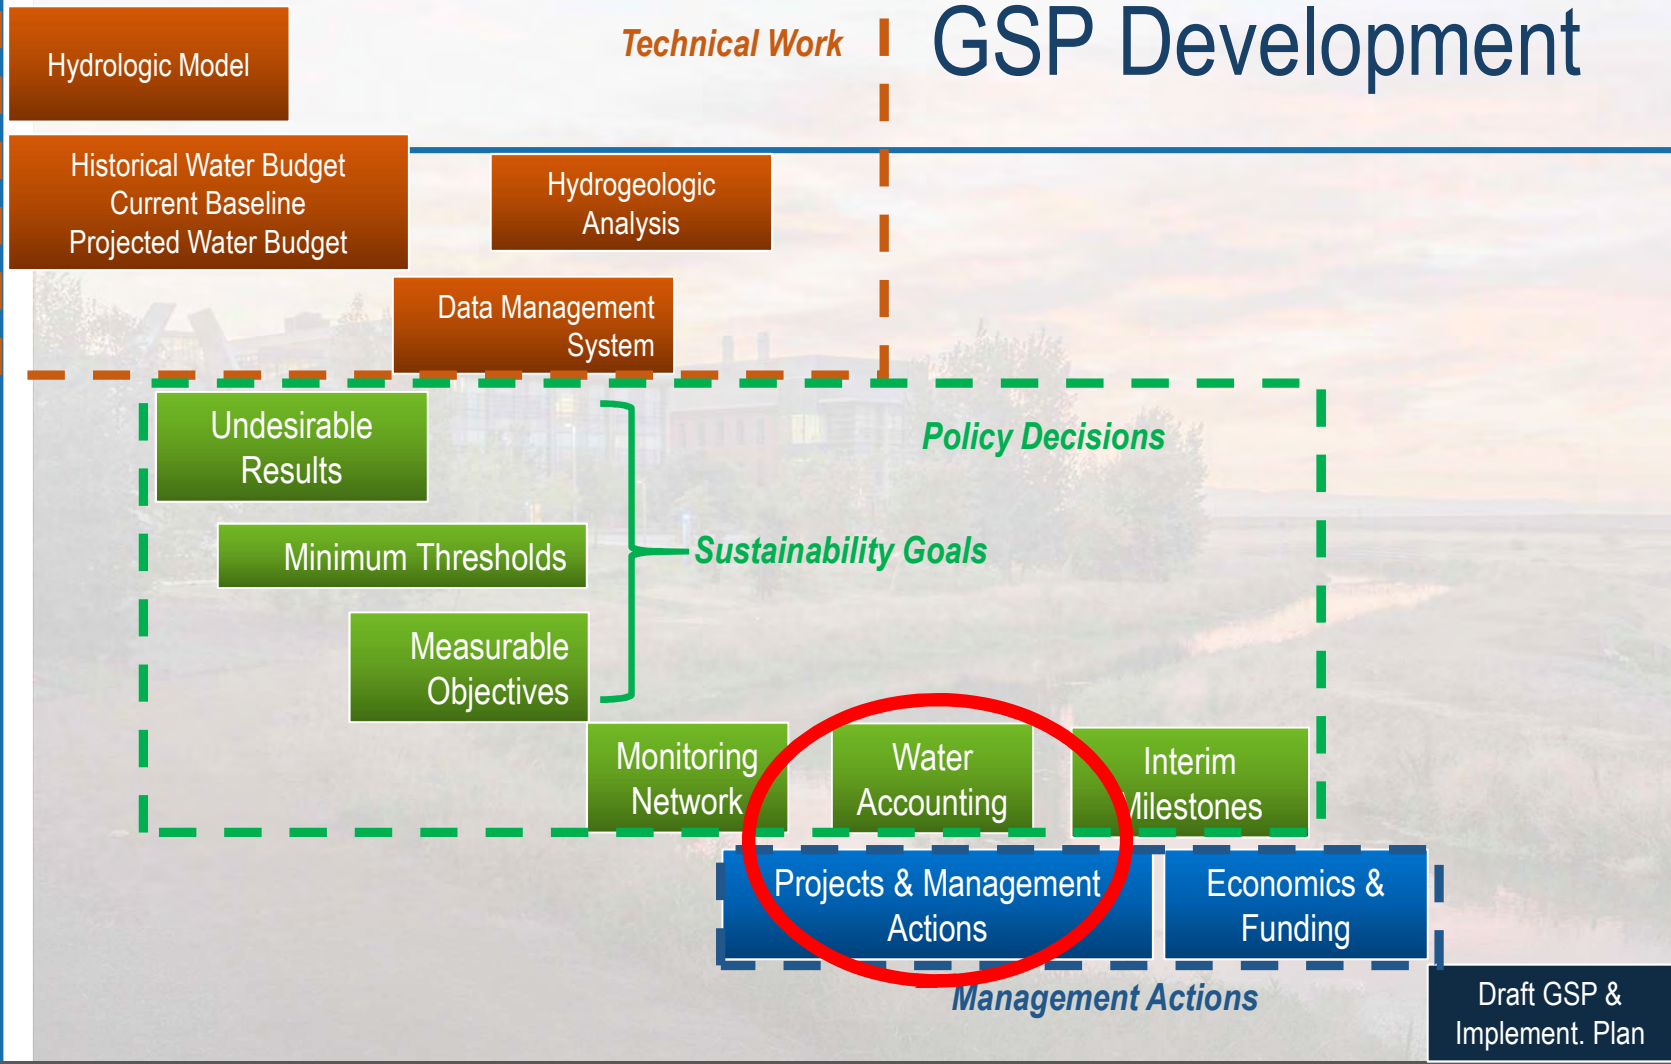 GSP Development
Technical Work
Hydrologic Model
Historical Water Budget
Current Baseline
Projected Water Budget
Hydrogeologic
Analysis
Data Management
System
Undesirable
Results
Policy Decisions
Minimum Thresholds
Sustainability Goals
Measurable
Objectives
Monitoring
Network
Water
Accounting
Interim
Milestones
Projects & Management
Actions
Economics &
Funding
Management Actions
Draft GSP &
Implement. Plan